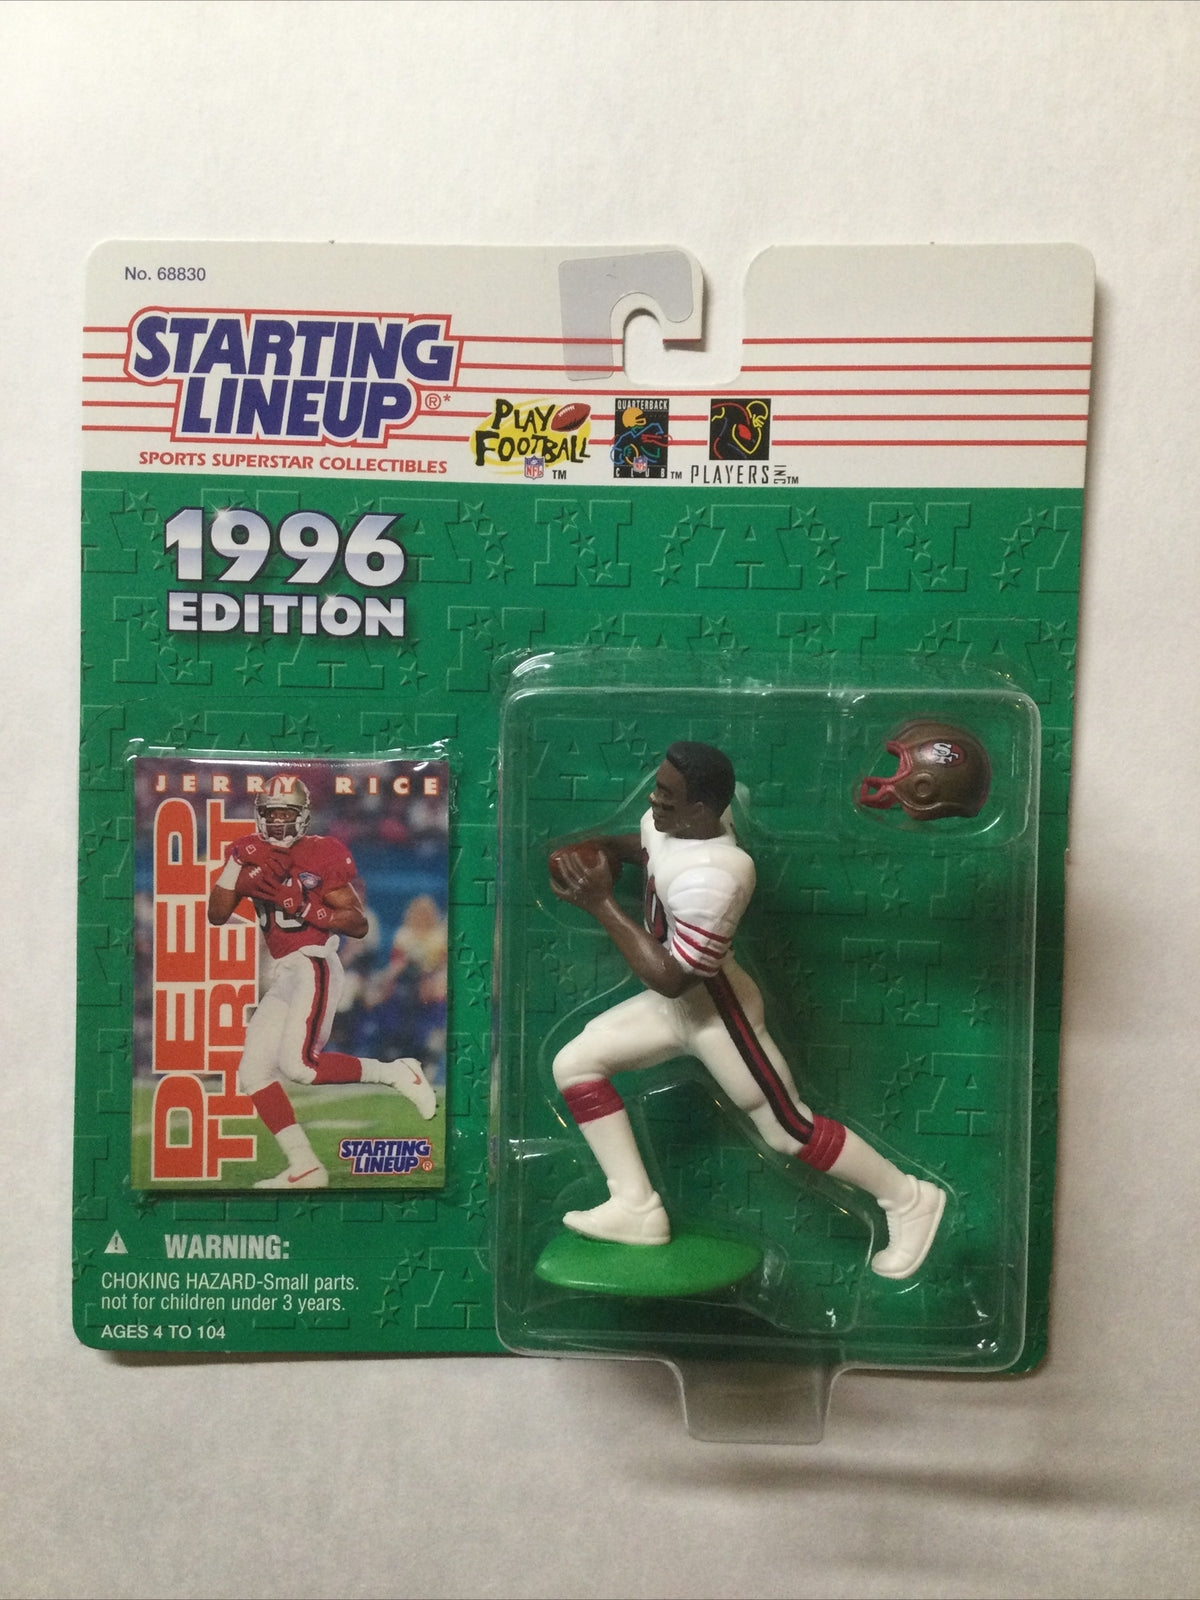 No. 68830
STARTING
LINEUP®*
SPORTS SUPERSTAR COLLECTIBLES
PLAY
FOOTBALL
NFL TM
QUARTERBACK
NFL
CLUB TM
PLAYERS INC TM
1996
EDITION
JERRY RICE
DEEP
THREAT
80
STARTING
LINEUP®
SF
WARNING:
CHOKING HAZARD-Small parts.
not for children under 3 years.
AGES 4 TO 104